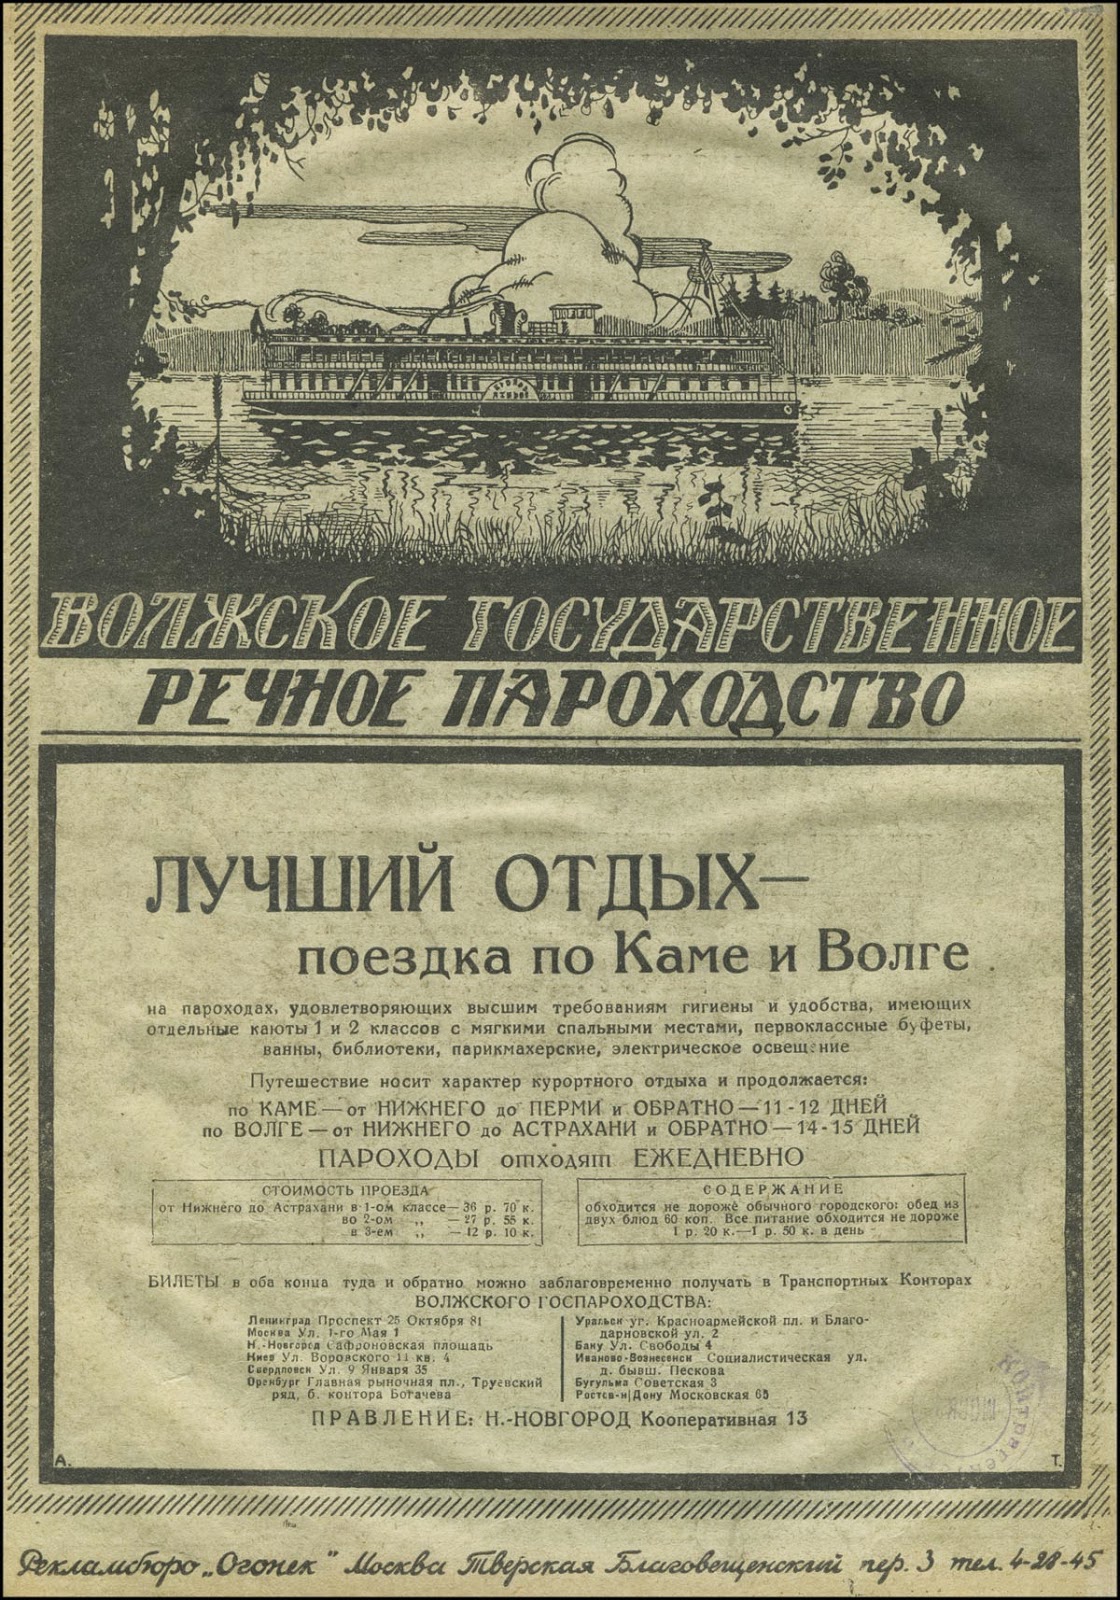 ВОЛЖСКОЕ ГОСУДАРСТВЕННОЕ
РЕЧНОЕ ПАРОХОДСТВО
ЛУЧШИЙ ОТДЫХ—
поездка по Каме и Волге
на пароходах, удовлетворяющих высшим требованиям гигиены и удобства, имеющих
отдельные каюты 1 и 2 классов с мягкими спальными местами, первоклассные буфеты,
ванны, библиотеки, парикмахерские, электрическое освещение
Путешествие носит характер курортного отдыха и продолжается:
по КАМЕ—от НИЖНЕГО до ПЕРМИ и ОБРАТНО—11-12 ДНЕЙ
по ВОЛГЕ—от НИЖНЕГО до АСТРАХАНИ и ОБРАТНО—14-15 ДНЕЙ
ПАРОХОДЫ отходят ЕЖЕДНЕВНО
СТОИМОСТЬ ПРОЕЗДА
от Нижнего до Астрахани в 1-ом классе—36 р. 70 к.
во 2-ом „ —27 р. 55 к.
в 3-ем „ —12 р. 10 к.
СОДЕРЖАНИЕ
обходится не дороже обычного городского: обед из
двух блюд 60 коп. Все питание обходится не дороже
1 р. 20 к.—1 р. 50 к. в день
БИЛЕТЫ в оба конца туда и обратно можно заблаговременно получать в Транспортных Конторах
ВОЛЖСКОГО ГОСПАРОХОДСТВА:
Ленинград Проспект 25 Октября 81
Москва Ул. 1-го Мая 1
Н.-Новгород Сафроновская площадь
Киев Ул. Воровского 11 кв. 4
Свердловск Ул. 9 Января 35
Оренбург Главная рыночная пл., Труевский
ряд, б. контора Богачева
Уральск уг. Красноармейской пл. и Благо-
дарновской ул. 2
Баку Ул. Свободы 4
Иваново-Вознесенск Социалистическая ул.
д. бывш. Пескова
Бугульма Советская 3
Ростов-н/Дону Московская 63
ПРАВЛЕНИЕ: Н.-НОВГОРОД Кооперативная 13
А. Т.
Рекламбюро „Огонек" Москва Тверская Благовещенский пер. 3 тел. 4-28-45